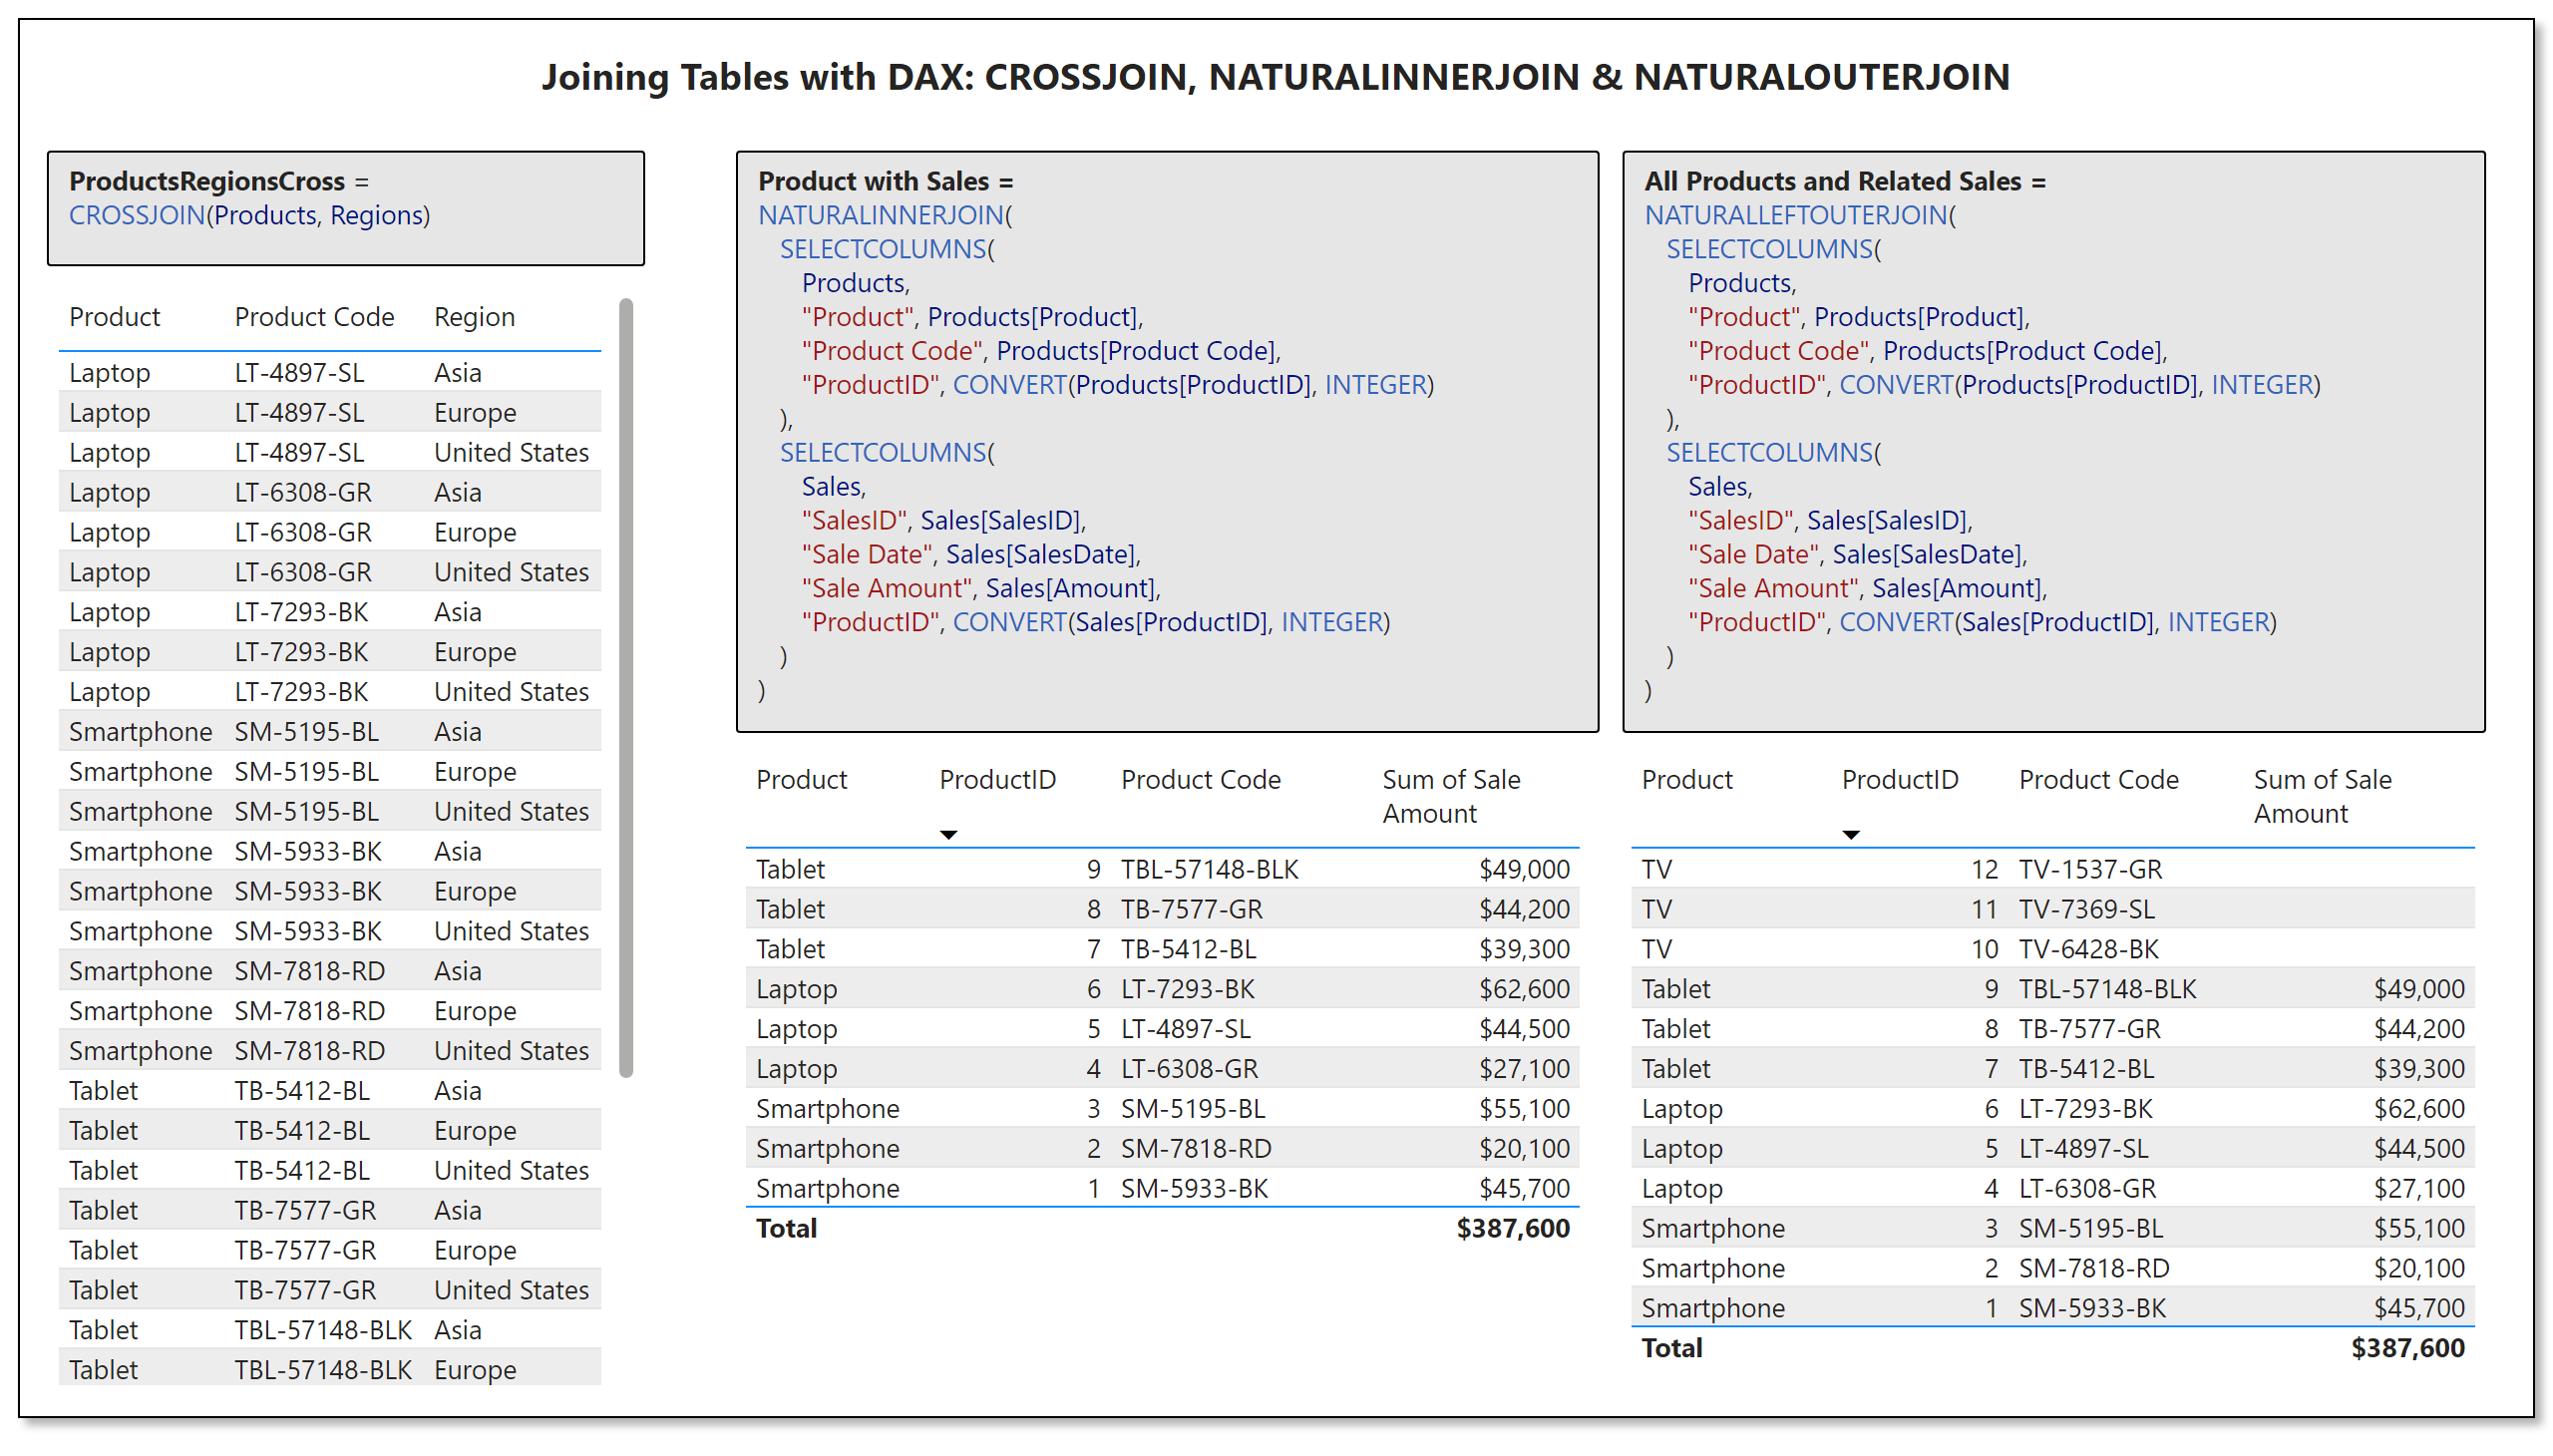 Joining Tables with DAX: CROSSJOIN, NATURALINNERJOIN & NATURALOUTERJOIN
ProductsRegionsCross =
CROSSJOIN(Products, Regions)
Product Product Code Region
Laptop LT-4897-SL Asia
Laptop LT-4897-SL Europe
Laptop LT-4897-SL United States
Laptop LT-6308-GR Asia
Laptop LT-6308-GR Europe
Laptop LT-6308-GR United States
Laptop LT-7293-BK Asia
Laptop LT-7293-BK Europe
Laptop LT-7293-BK United States
Smartphone SM-5195-BL Asia
Smartphone SM-5195-BL Europe
Smartphone SM-5195-BL United States
Smartphone SM-5933-BK Asia
Smartphone SM-5933-BK Europe
Smartphone SM-5933-BK United States
Smartphone SM-7818-RD Asia
Smartphone SM-7818-RD Europe
Smartphone SM-7818-RD United States
Tablet TB-5412-BL Asia
Tablet TB-5412-BL Europe
Tablet TB-5412-BL United States
Tablet TB-7577-GR Asia
Tablet TB-7577-GR Europe
Tablet TB-7577-GR United States
Tablet TBL-57148-BLK Asia
Tablet TBL-57148-BLK Europe
Product with Sales =
NATURALINNERJOIN(
SELECTCOLUMNS(
Products,
"Product", Products[Product],
"Product Code", Products[Product Code],
"ProductID", CONVERT(Products[ProductID], INTEGER)
),
SELECTCOLUMNS(
Sales,
"SalesID", Sales[SalesID],
"Sale Date", Sales[SalesDate],
"Sale Amount", Sales[Amount],
"ProductID", CONVERT(Sales[ProductID], INTEGER)
)
)
Product ProductID Product Code Sum of Sale
Amount
Tablet 9 TBL-57148-BLK $49,000
Tablet 8 TB-7577-GR $44,200
Tablet 7 TB-5412-BL $39,300
Laptop 6 LT-7293-BK $62,600
Laptop 5 LT-4897-SL $44,500
Laptop 4 LT-6308-GR $27,100
Smartphone 3 SM-5195-BL $55,100
Smartphone 2 SM-7818-RD $20,100
Smartphone 1 SM-5933-BK $45,700
Total $387,600
All Products and Related Sales =
NATURALLEFTOUTERJOIN(
SELECTCOLUMNS(
Products,
"Product", Products[Product],
"Product Code", Products[Product Code],
"ProductID", CONVERT(Products[ProductID], INTEGER)
),
SELECTCOLUMNS(
Sales,
"SalesID", Sales[SalesID],
"Sale Date", Sales[SalesDate],
"Sale Amount", Sales[Amount],
"ProductID", CONVERT(Sales[ProductID], INTEGER)
)
)
Product ProductID Product Code Sum of Sale
Amount
TV 12 TV-1537-GR
TV 11 TV-7369-SL
TV 10 TV-6428-BK
Tablet 9 TBL-57148-BLK $49,000
Tablet 8 TB-7577-GR $44,200
Tablet 7 TB-5412-BL $39,300
Laptop 6 LT-7293-BK $62,600
Laptop 5 LT-4897-SL $44,500
Laptop 4 LT-6308-GR $27,100
Smartphone 3 SM-5195-BL $55,100
Smartphone 2 SM-7818-RD $20,100
Smartphone 1 SM-5933-BK $45,700
Total $387,600